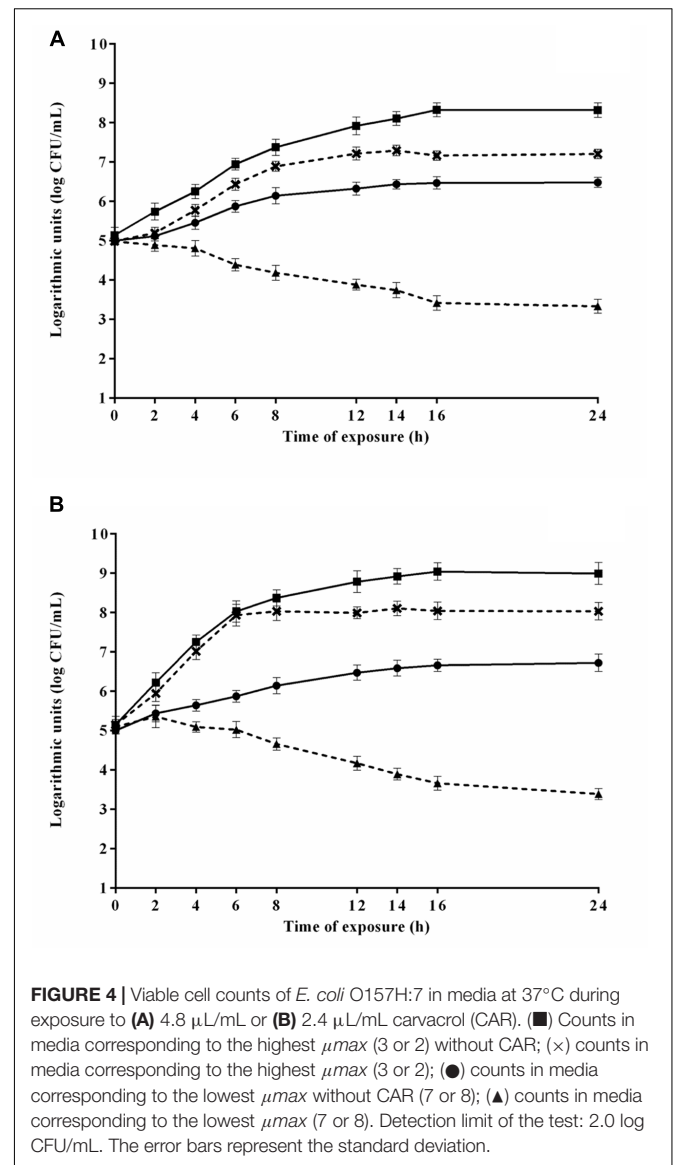 A
Logarithmic units (log CFU/mL)
10
9
8
7
6
5
4
3
2
1
0 2 4 6 8 12 14 16 24
Time of exposure (h)
B
Logarithmic units (log CFU/mL)
10
9
8
7
6
5
4
3
2
1
0 2 4 6 8 12 14 16 24
Time of exposure (h)
FIGURE 4 | Viable cell counts of E. coli O157H:7 in media at 37°C during
exposure to (A) 4.8 μL/mL or (B) 2.4 μL/mL carvacrol (CAR). (■) Counts in
media corresponding to the highest μmax (3 or 2) without CAR; (×) counts in
media corresponding to the highest μmax (3 or 2); (●) counts in media
corresponding to the lowest μmax without CAR (7 or 8); (▲) counts in media
corresponding to the lowest μmax (7 or 8). Detection limit of the test: 2.0 log
CFU/mL. The error bars represent the standard deviation.